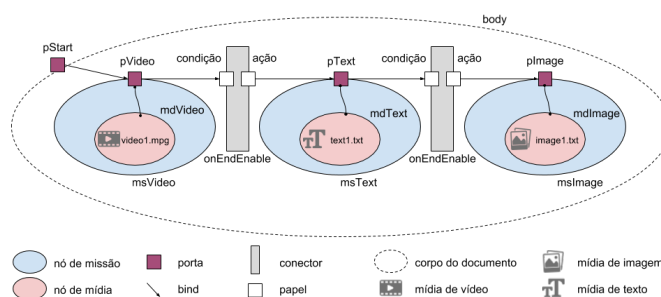 body
pStart
pVideo
condição
ação
pText
condição
ação
pImage
mdVideo
mdText
mdImage
video1.mpg
TT
text1.txt
image1.txt
onEndEnable
onEndEnable
msVideo
msText
msImage
nó de missão
porta
conector
corpo do documento
mídia de imagem
nó de mídia
bind
papel
mídia de vídeo
TT
mídia de texto